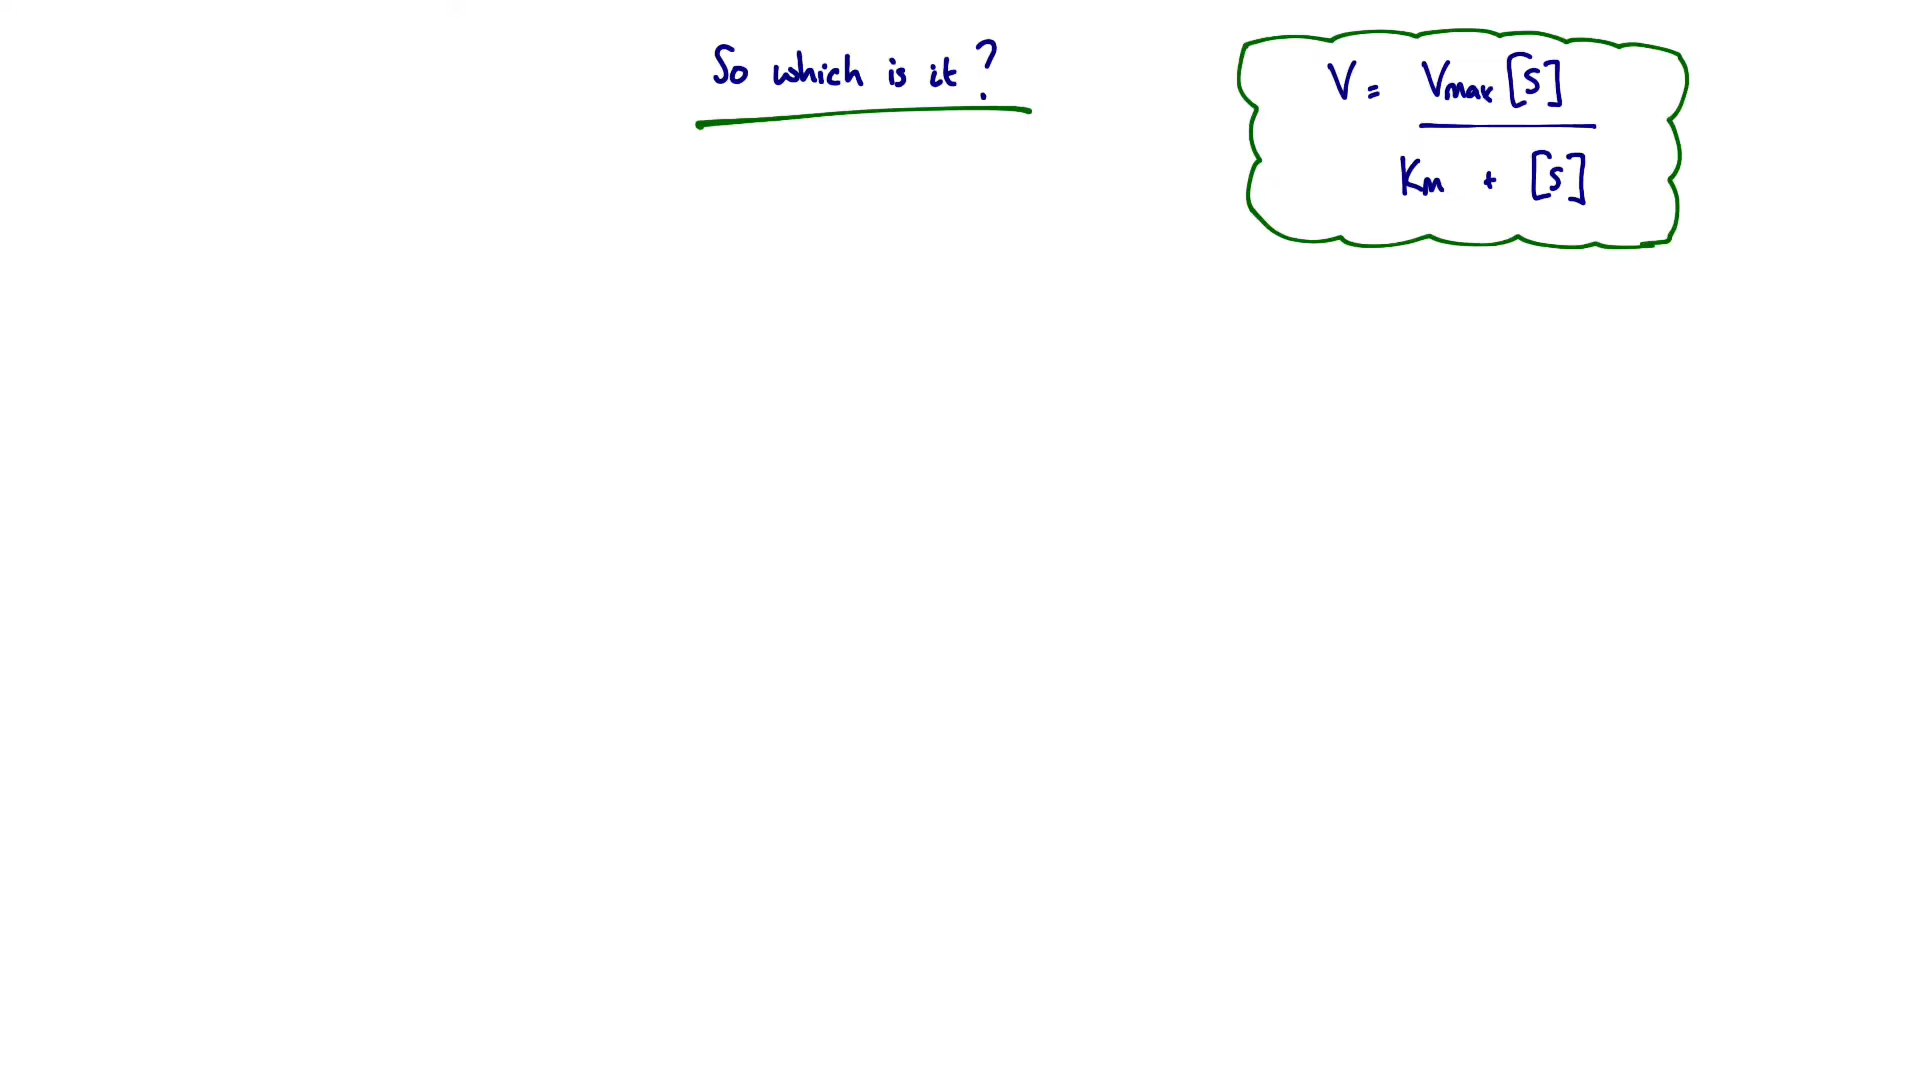 So which is it?
V = Vmax [S]
Km + [S]